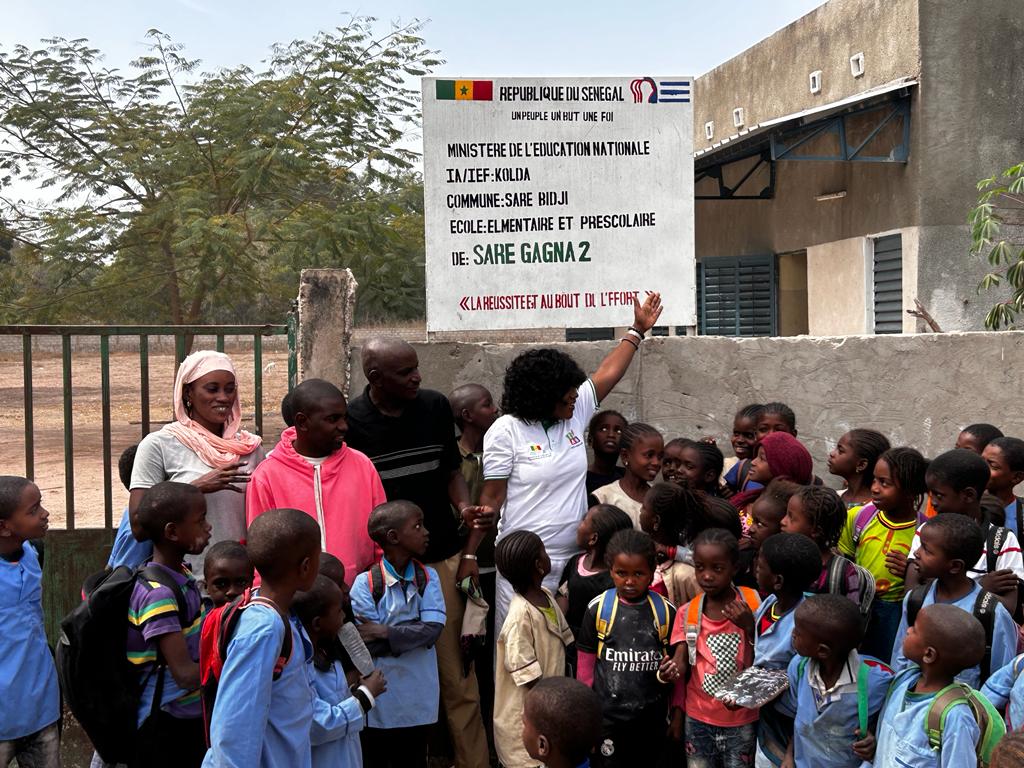 REPUBLIQUE DU SENEGAL
UN PEUPLE UN BUT UNE FOI
MINISTERE DE L'EDUCATION NATIONALE
IA/IEF:KOLDA
COMMUNE:SARE BIDJI
ECOLE:ELMENTAIRE ET PRESCOLAIRE
DE: SARE GAGNA 2
«LA REUSSITE ET AU BOUT DE L'EFFORT »
Emirates
FLY BETTER